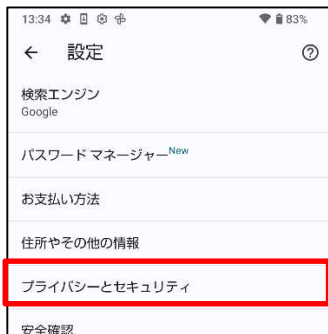 13:34 83%
設定
検索エンジン
Google
パスワード マネージャーNew
お支払い方法
住所やその他の情報
プライバシーとセキュリティ
安全確認